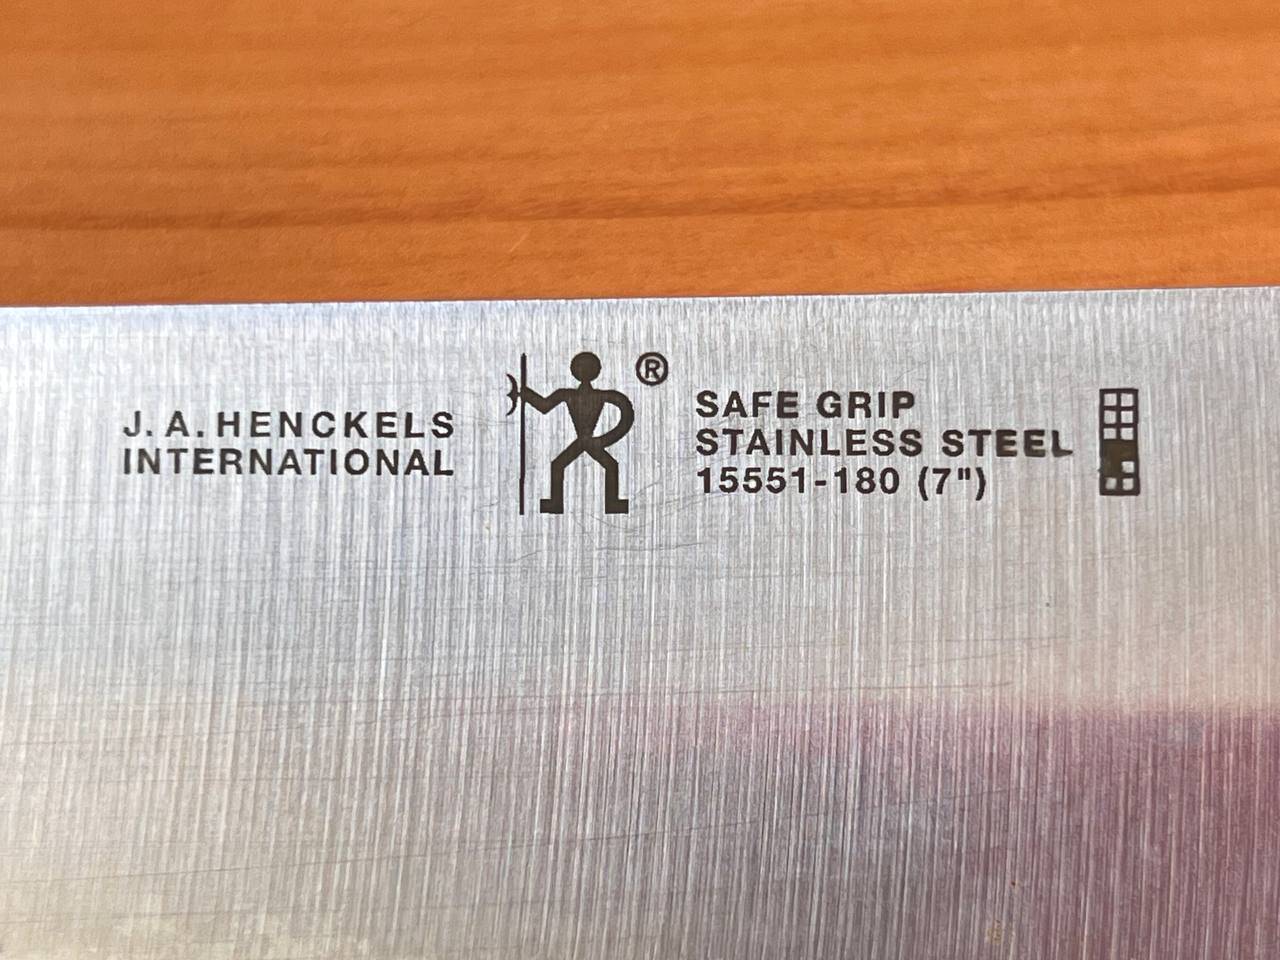 J. A. HENCKELS
INTERNATIONAL
®
SAFE GRIP
STAINLESS STEEL
15551-180 (7")